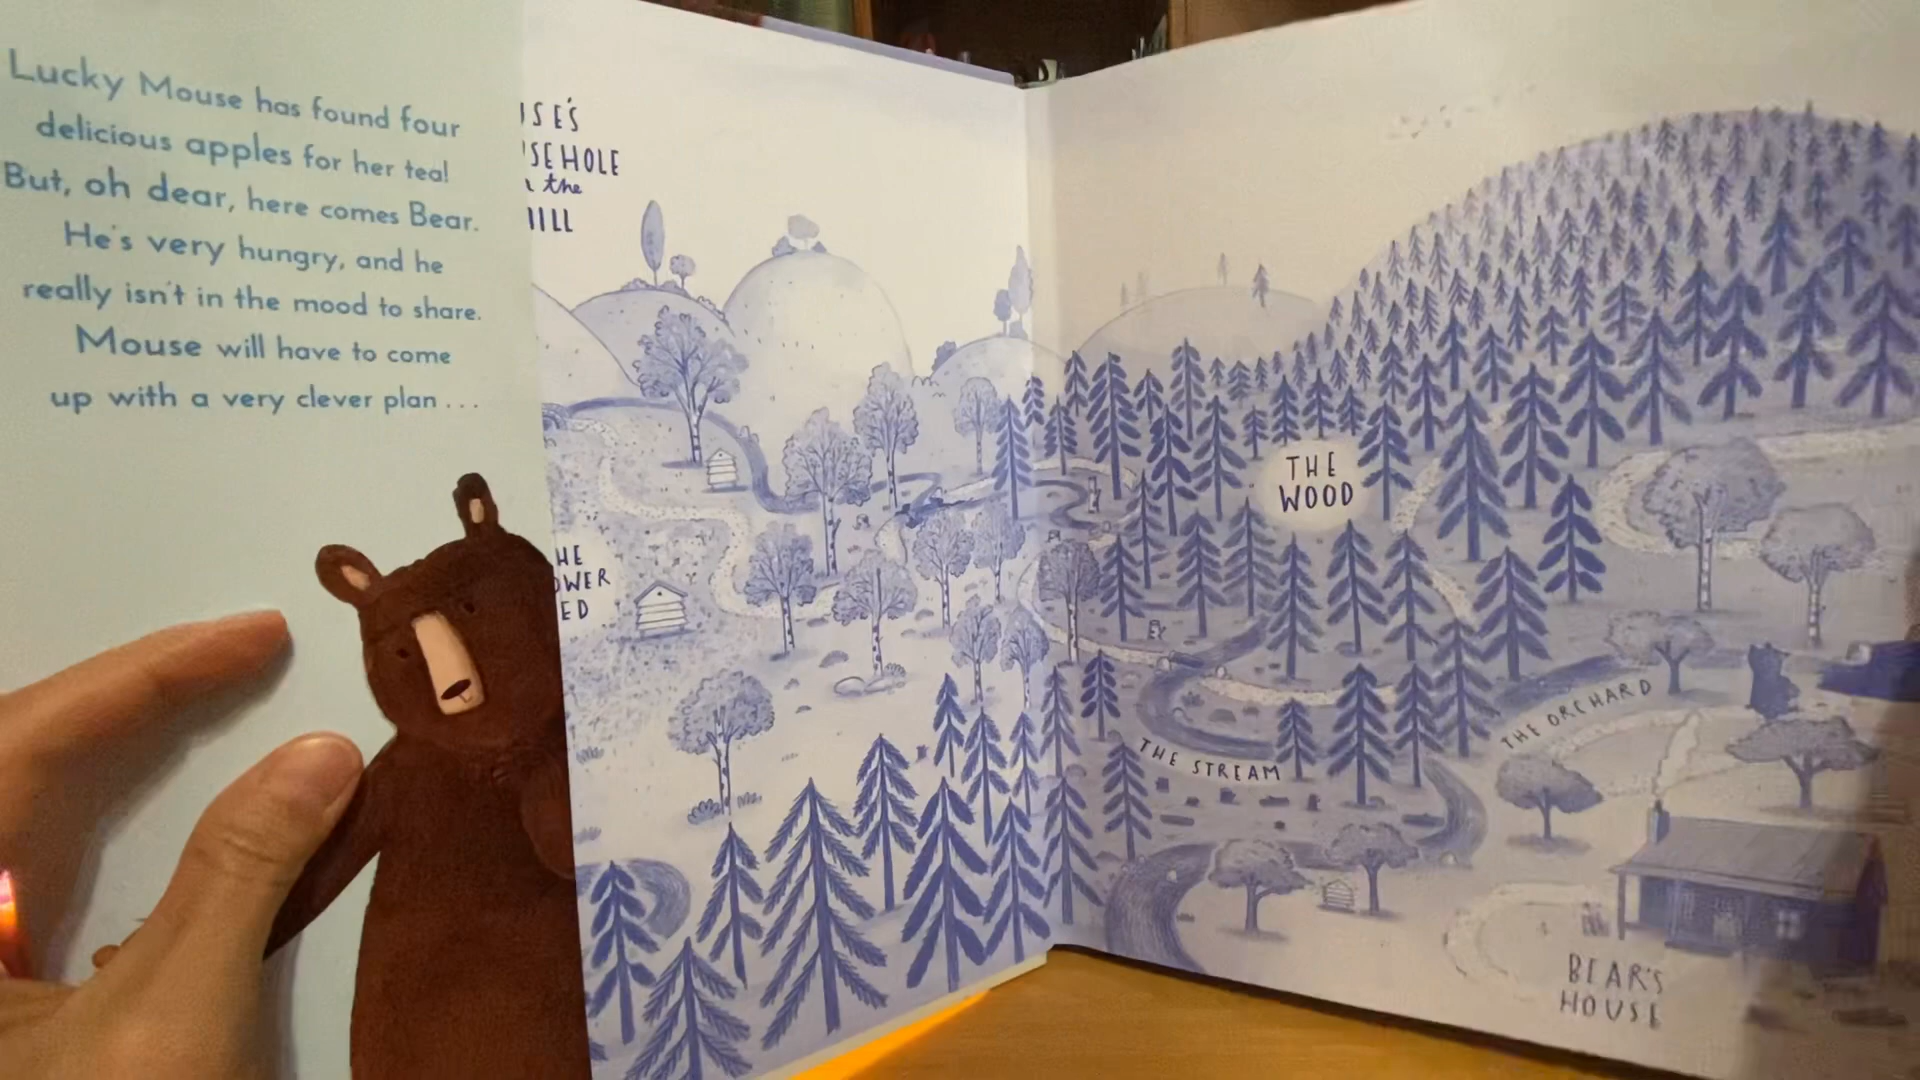 Lucky Mouse has found four
delicious apples for her tea!
But, oh dear, here comes Bear.
He's very hungry, and he
really isn't in the mood to share.
Mouse will have to come
up with a very clever plan...
HOLE
the
THE
WOOD
THE STREAM
THE ORCHARD
BEAR'S
HOUSE